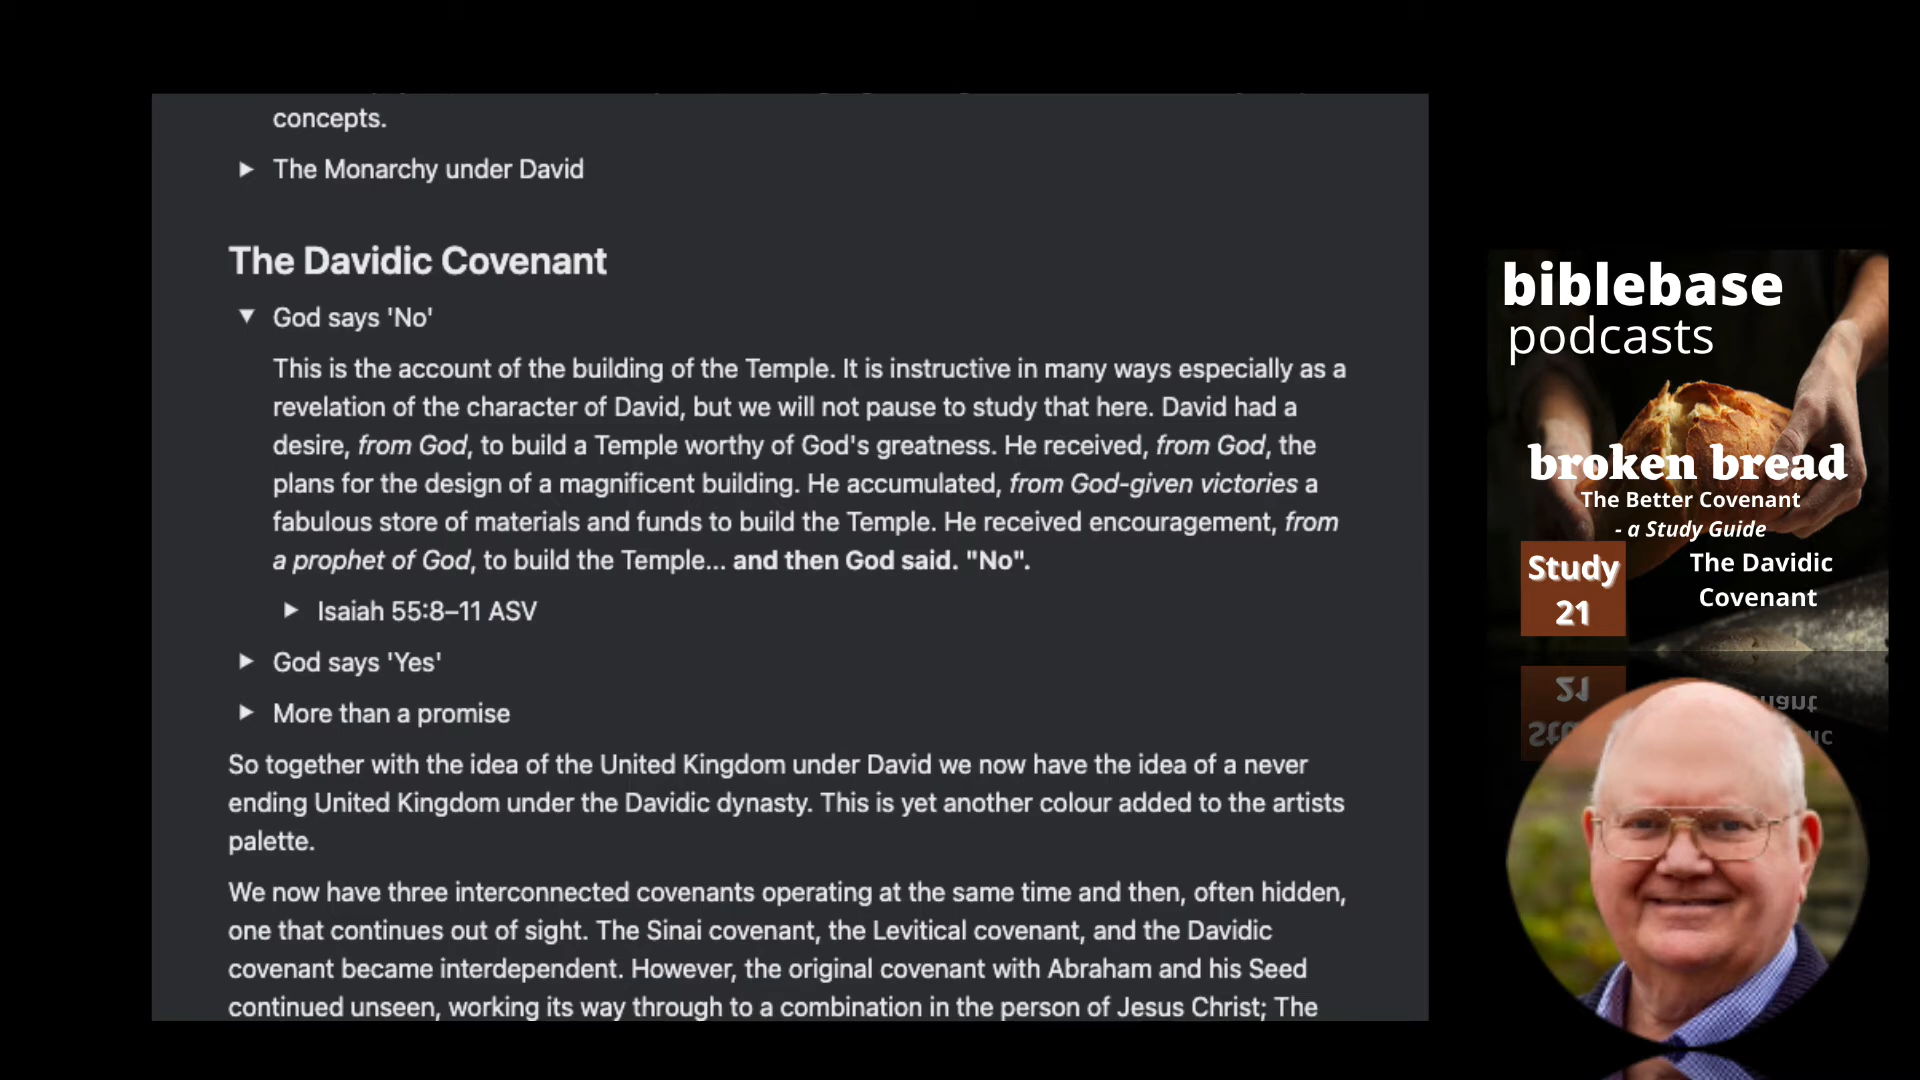 concepts.
▶ The Monarchy under David
The Davidic Covenant
▼ God says 'No'
This is the account of the building of the Temple. It is instructive in many ways especially as a
revelation of the character of David, but we will not pause to study that here. David had a
desire, from God, to build a Temple worthy of God's greatness. He received, from God, the
plans for the design of a magnificent building. He accumulated, from God-given victories a
fabulous store of materials and funds to build the Temple. He received encouragement, from
a prophet of God, to build the Temple... and then God said. "No".
▶ Isaiah 55:8–11 ASV
▶ God says 'Yes'
▶ More than a promise
So together with the idea of the United Kingdom under David we now have the idea of a never
ending United Kingdom under the Davidic dynasty. This is yet another colour added to the artists
palette.
We now have three interconnected covenants operating at the same time and then, often hidden,
one that continues out of sight. The Sinai covenant, the Levitical covenant, and the Davidic
covenant became interdependent. However, the original covenant with Abraham and his Seed
continued unseen, working its way through to a combination in the person of Jesus Christ; The
biblebase
podcasts
broken bread
The Better Covenant
- a Study Guide
Study
21
The Davidic
Covenant